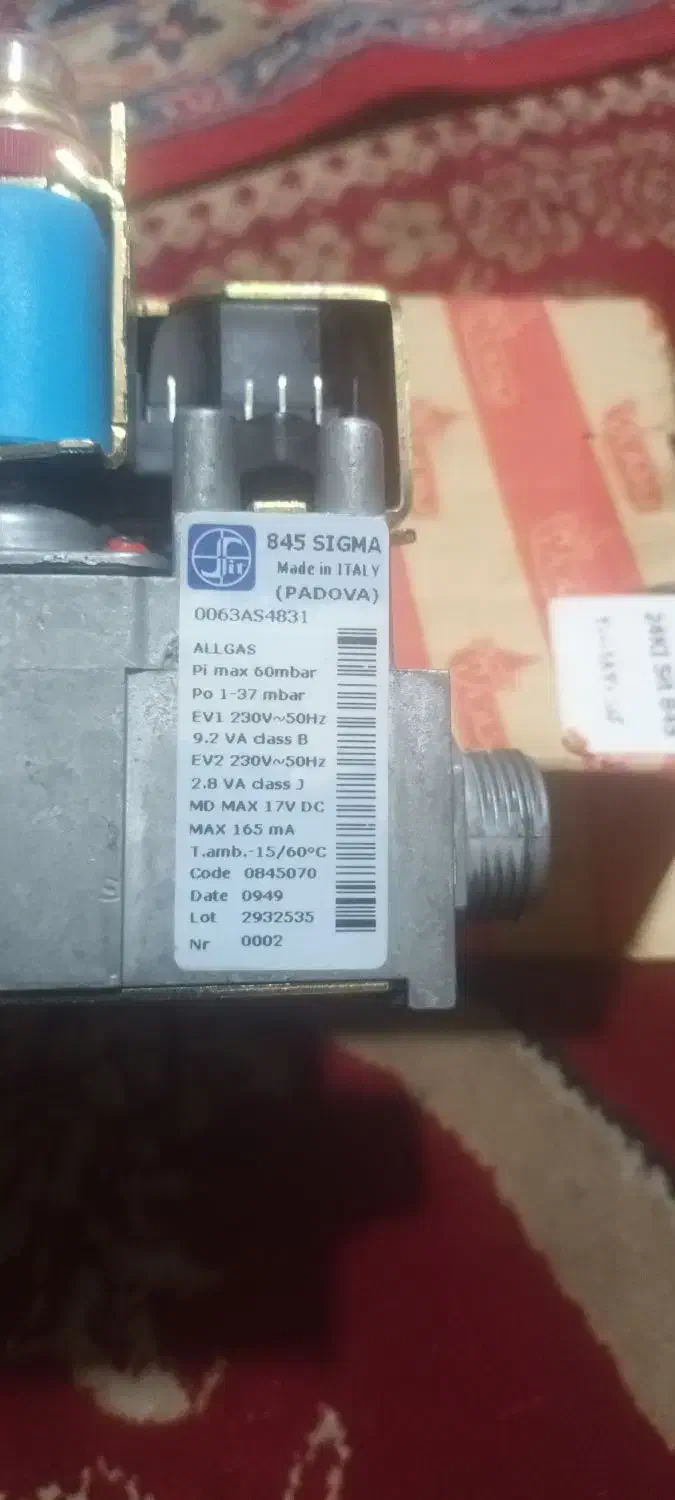 Sit
845 SIGMA
Made in ITALY
(PADOVA)
0063AS4831
ALLGAS
Pi max 60mbar
Po 1-37 mbar
EV1 230V~50Hz
9.2 VA class B
EV2 230V~50Hz
2.8 VA class J
MD MAX 17V DC
MAX 165 mA
T.amb.-15/60°C
Code 0845070
Date 0949
Lot 2932535
Nr 0002